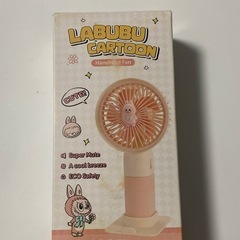 LABUBU
CARTOON
Handheld Fan
CUTE!
Super Mute
A cool breeze
ECO Safety